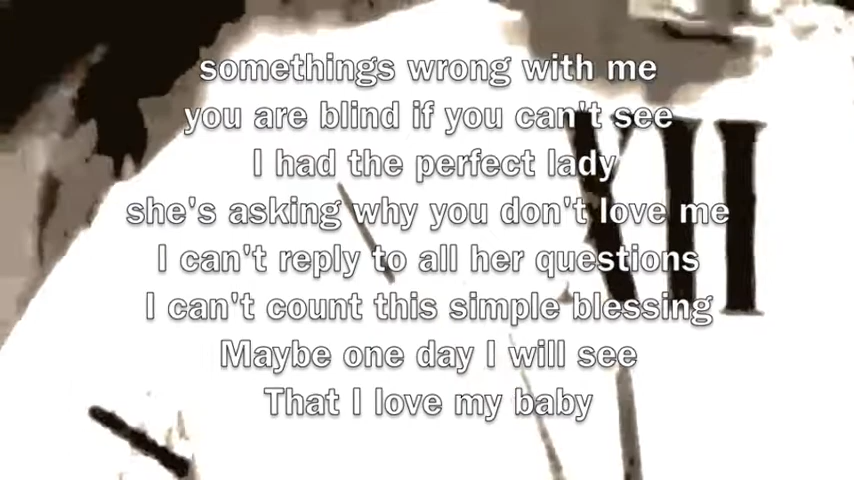 somethings wrong with me
you are blind if you can't see
I had the perfect lady
she's asking why you don't love me
I can't reply to all her questions
I can't count this simple blessing
Maybe one day I will see
That I love my baby
VII